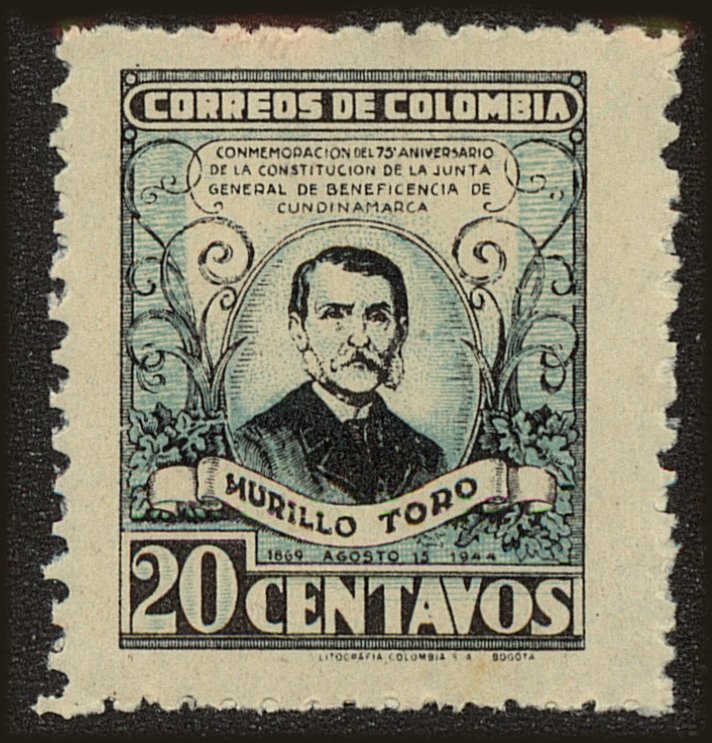 CORREOS DE COLOMBIA
CONMEMORACION DEL 75º ANIVERSARIO
DE LA CONSTITUCION DE LA JUNTA
GENERAL DE BENEFICENCIA DE
CUNDINAMARCA
MURILLO TORO
1869 AGOSTO 15 1944
20 CENTAVOS
LITOGRAFIA COLOMBIA S.A. BOGOTA